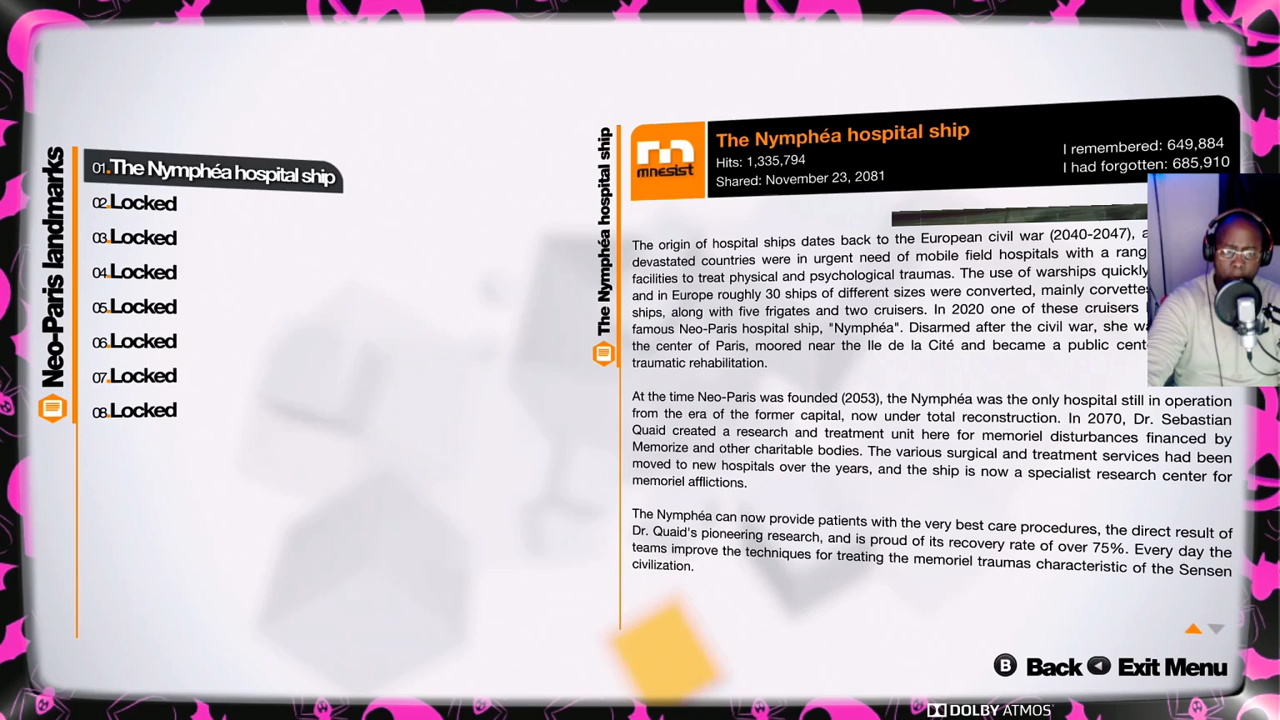 Neo-Paris landmarks
01.The Nymphéa hospital ship
02.Locked
03.Locked
04.Locked
05.Locked
06.Locked
07.Locked
08.Locked
The Nymphéa hospital ship
mnesist
The Nymphéa hospital ship
Hits: 1,335,794
Shared: November 23, 2081
I remembered: 649,884
I had forgotten: 685,910
The origin of hospital ships dates back to the European civil war (2040-2047),
devastated countries were in urgent need of mobile field hospitals with a
facilities to treat physical and psychological traumas. The use of warships quickly
and in Europe roughly 30 ships of different sizes were converted, mainly
ships, along with five frigates and two cruisers. In 2020 one of these cruisers
famous Neo-Paris hospital ship, "Nymphéa". Disarmed after the civil war, she
the center of Paris, moored near the Ile de la Cité and became a public
traumatic rehabilitation.
At the time Neo-Paris was founded (2053), the Nymphéa was the only hospital still in operation
from the era of the former capital, now under total reconstruction. In 2070, Dr. Sebastian
Quaid created a research and treatment unit here for memoriel disturbances financed by
Memorize and other charitable bodies. The various surgical and treatment services had been
moved to new hospitals over the years, and the ship is now a specialist research center for
memoriel afflictions.
The Nymphéa can now provide patients with the very best care procedures, the direct result of
Dr. Quaid's pioneering research, and is proud of its recovery rate of over 75%. Every day the
teams improve the techniques for treating the memoriel traumas characteristic of the Sensen
civilization.
B Back Exit Menu
DOLBY ATMOS